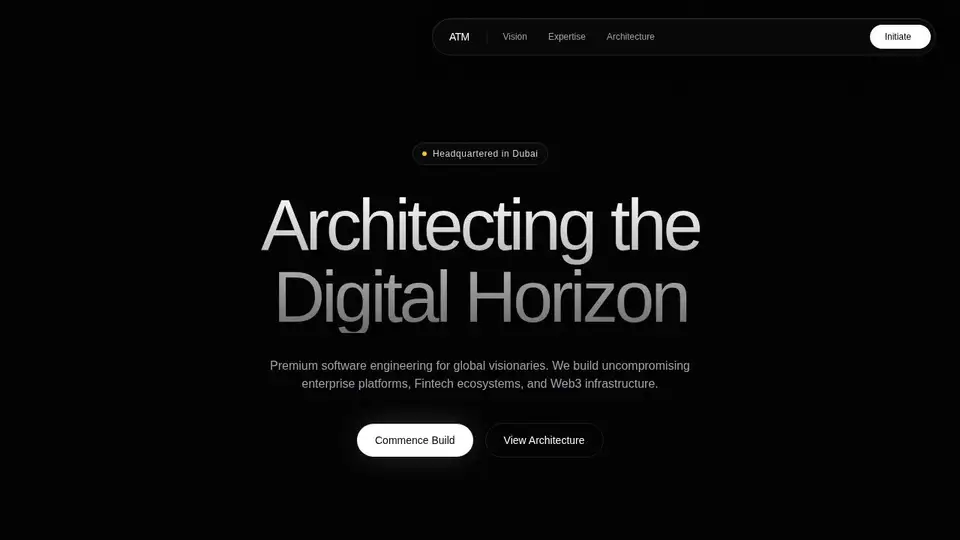 ATM
Vision
Expertise
Architecture
Initiate
Headquartered in Dubai
Architecting the
Digital Horizon
Premium software engineering for global visionaries. We build uncompromising
enterprise platforms, Fintech ecosystems, and Web3 infrastructure.
Commence Build
View Architecture